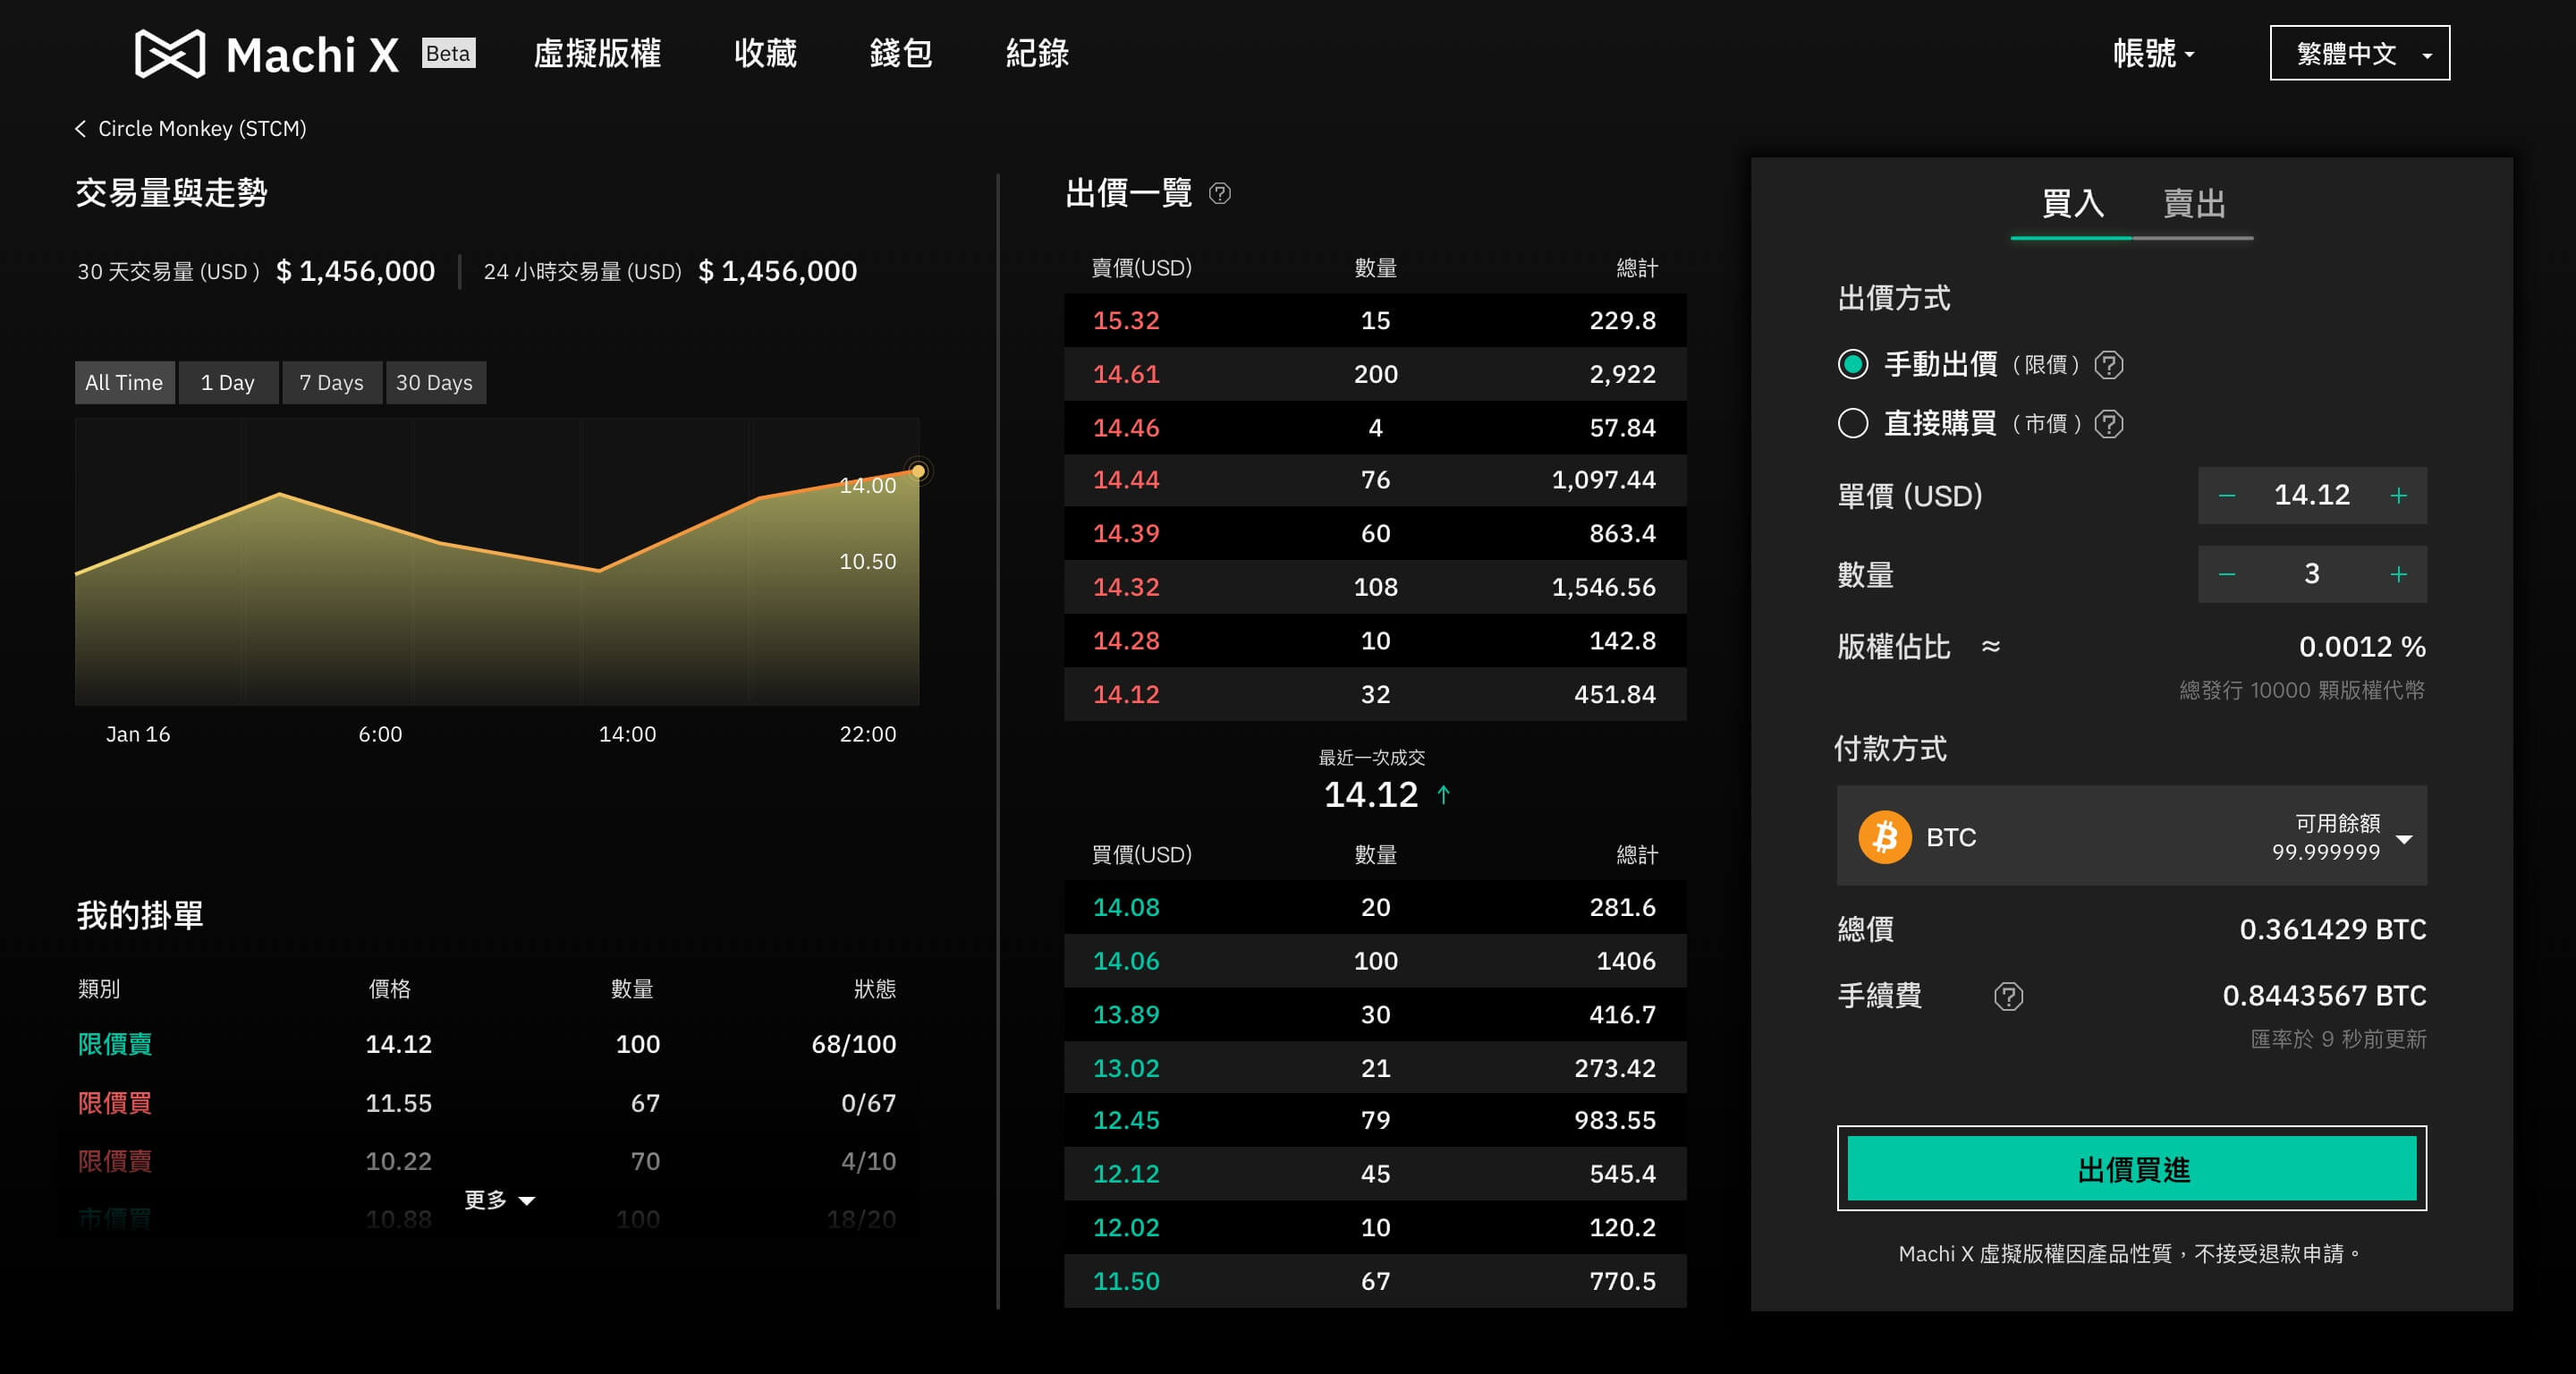 Machi X Beta 虛擬版權 收藏 錢包 紀錄 帳號 繁體中文
Circle Monkey (STCM)
交易量與走勢
30 天交易量 (USD ) $ 1,456,000 24 小時交易量 (USD) $ 1,456,000
All Time 1 Day 7 Days 30 Days
14.00
10.50
Jan 16 6:00 14:00 22:00
我的掛單
類別 價格 數量 狀態
限價賣 14.12 100 68/100
限價買 11.55 67 0/67
限價賣 10.22 70 4/10
市價買 10.88 100 18/20
更多
出價一覽 ?
賣價(USD) 數量 總計
15.32 15 229.8
14.61 200 2,922
14.46 4 57.84
14.44 76 1,097.44
14.39 60 863.4
14.32 108 1,546.56
14.28 10 142.8
14.12 32 451.84
最近一次成交
14.12 ↑
買價(USD) 數量 總計
14.08 20 281.6
14.06 100 1406
13.89 30 416.7
13.02 21 273.42
12.45 79 983.55
12.12 45 545.4
12.02 10 120.2
11.50 67 770.5
買入 賣出
出價方式
手動出價 ( 限價 ) ?
直接購買 ( 市價 ) ?
單價 (USD) − 14.12 +
數量 − 3 +
版權佔比 ≈ 0.0012 %
總發行 10000 顆版權代幣
付款方式
BTC 可用餘額
99.999999
總價 0.361429 BTC
手續費 ? 0.8443567 BTC
匯率於 9 秒前更新
出價買進
Machi X 虛擬版權因產品性質，不接受退款申請。